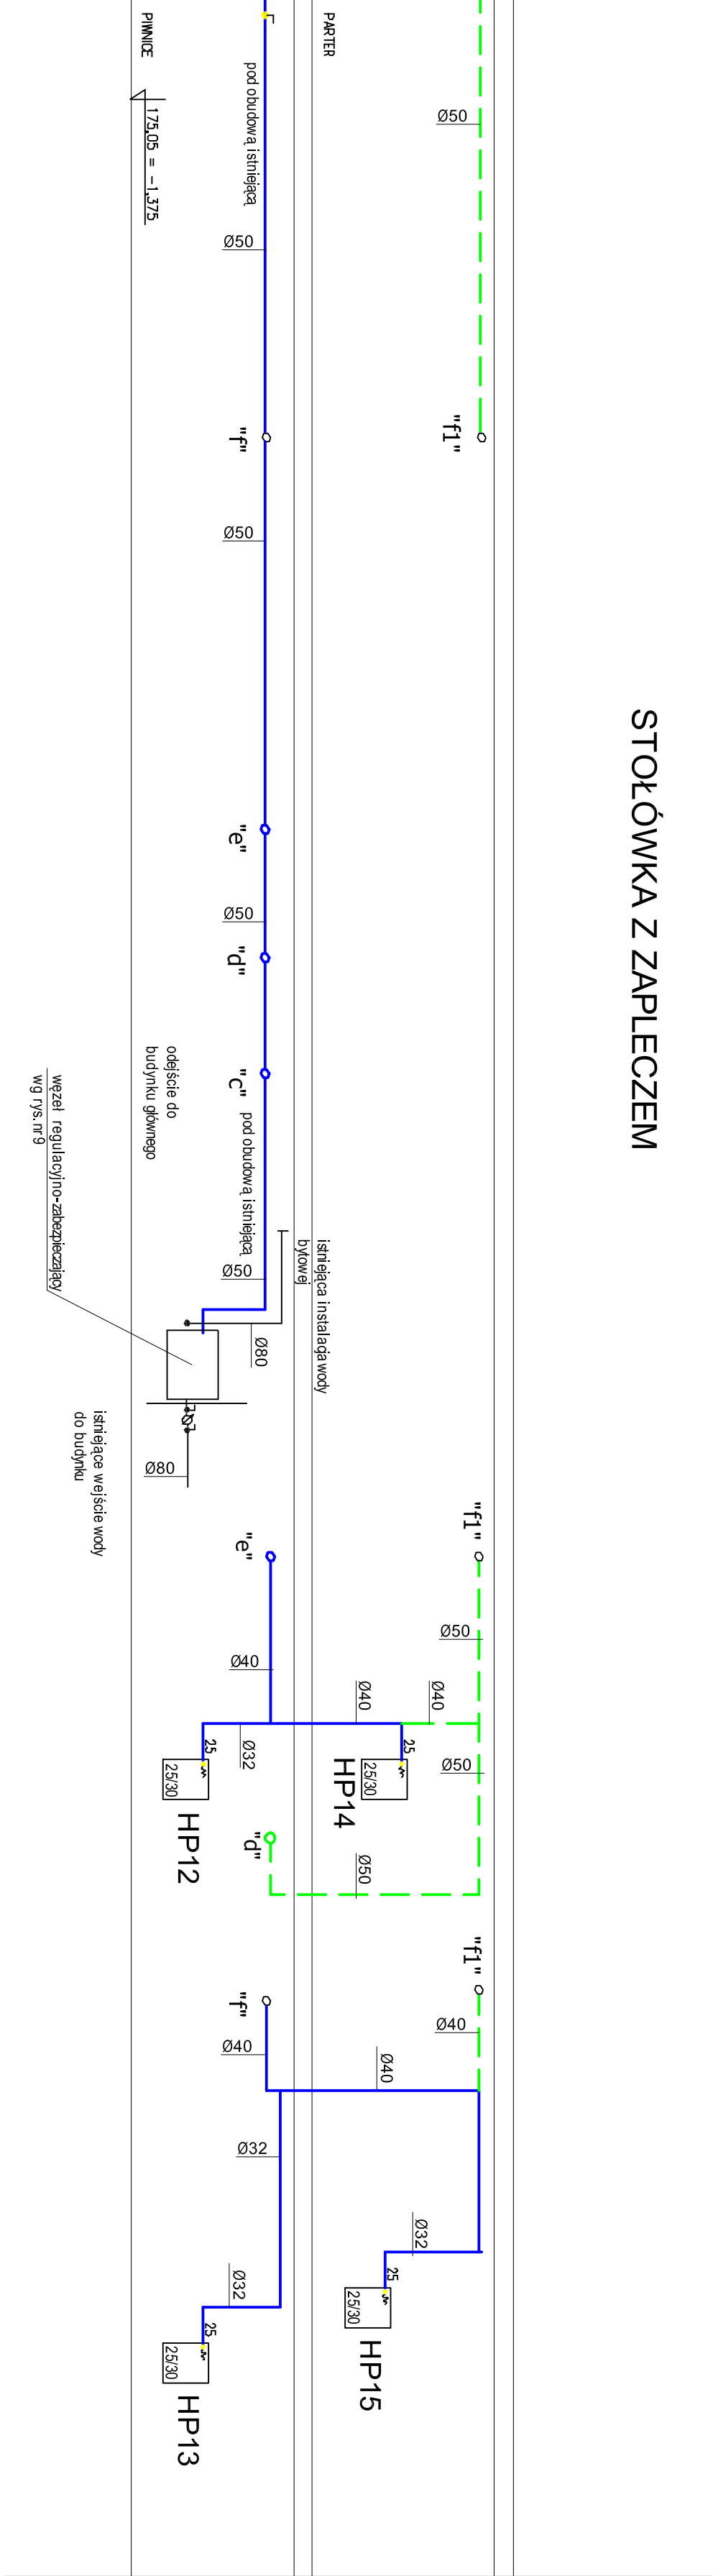 STOŁÓWKA Z ZAPLECZEM
PARTER
Ø50
"f1"
"f1"
Ø50
Ø40
Ø40
Ø50
25
25/30
HP14
Ø50
"f1"
Ø40
Ø40
Ø32
25
25/30
HP15
PIWNICE
175,05 = -1,375
pod obudową istniejącą
Ø50
"f"
Ø50
"e"
Ø50
"d"
"c"
pod obudową istniejącą
Ø50
istniejąca instalacja wody
bytowej
odejście do
budynku głównego
węzeł regulacyjno-zabezpieczający
wg rys.nr9
Ø80
Ø80
istniejące wejście wody
do budynku
"e"
Ø40
Ø32
25
25/30
HP12
"d"
"f"
Ø40
Ø32
Ø32
25
25/30
HP13